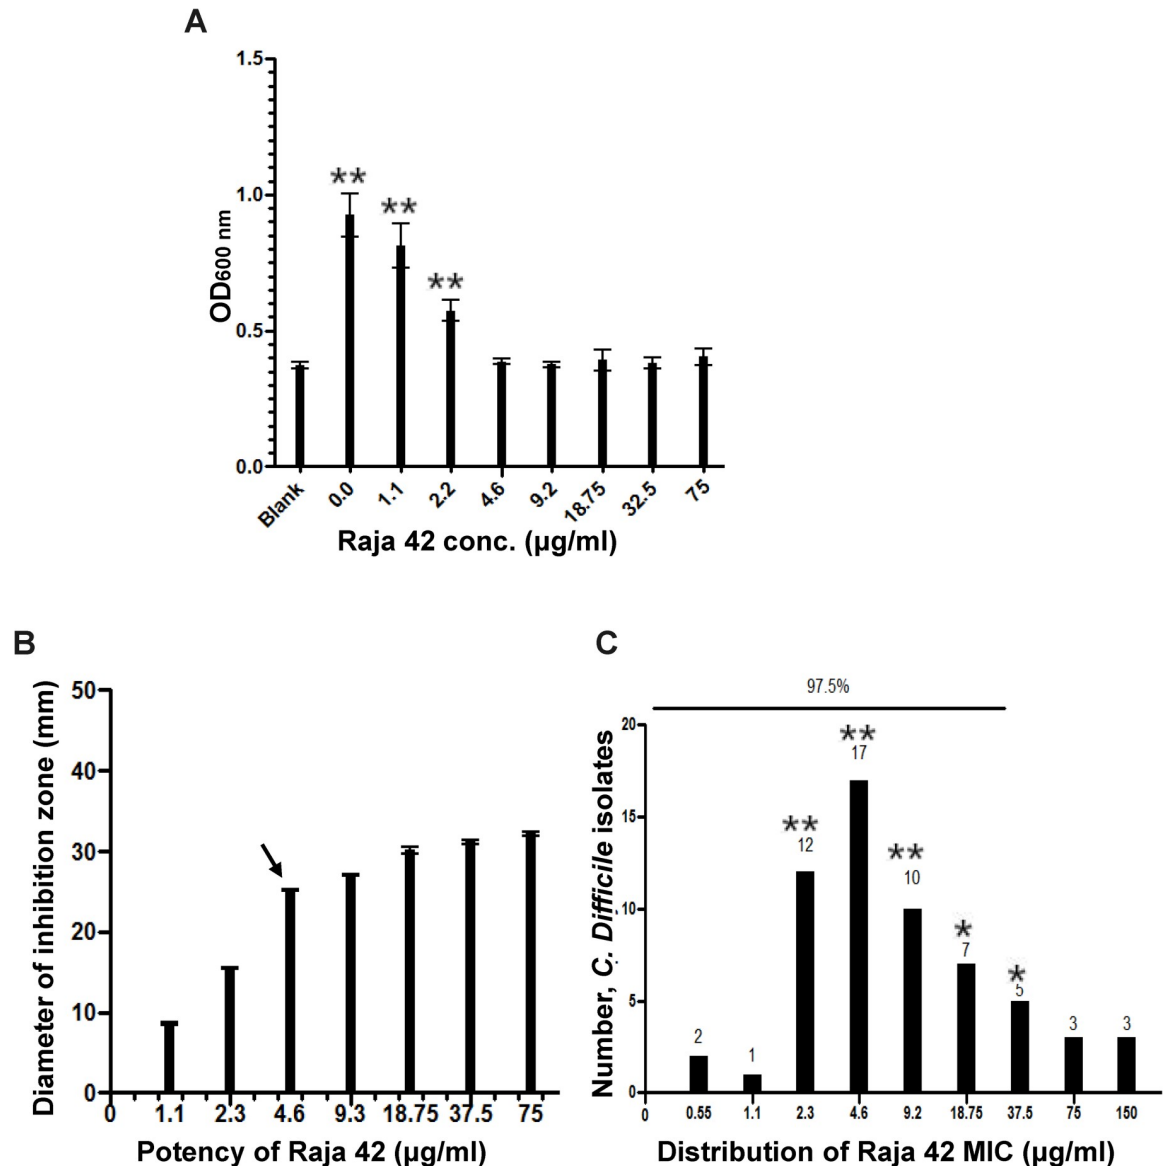 A
1.5
1.0
0.5
0.0
OD600 nm
** ** **
Blank 0.0 1.1 2.2 4.6 9.2 18.75 32.5 75
Raja 42 conc. (µg/ml)
B
50
40
30
20
10
0
Diameter of inhibition zone (mm)
0 1.1 2.3 4.6 9.3 18.75 37.5 75
Potency of Raja 42 (µg/ml)
C
97.5%
20
15
10
5
0
Number, C. Difficile isolates
** ** ** * *
2 1 12 17 10 7 5 3 3
0 0.55 1.1 2.3 4.6 9.2 18.75 37.5 75 150
Distribution of Raja 42 MIC (µg/ml)